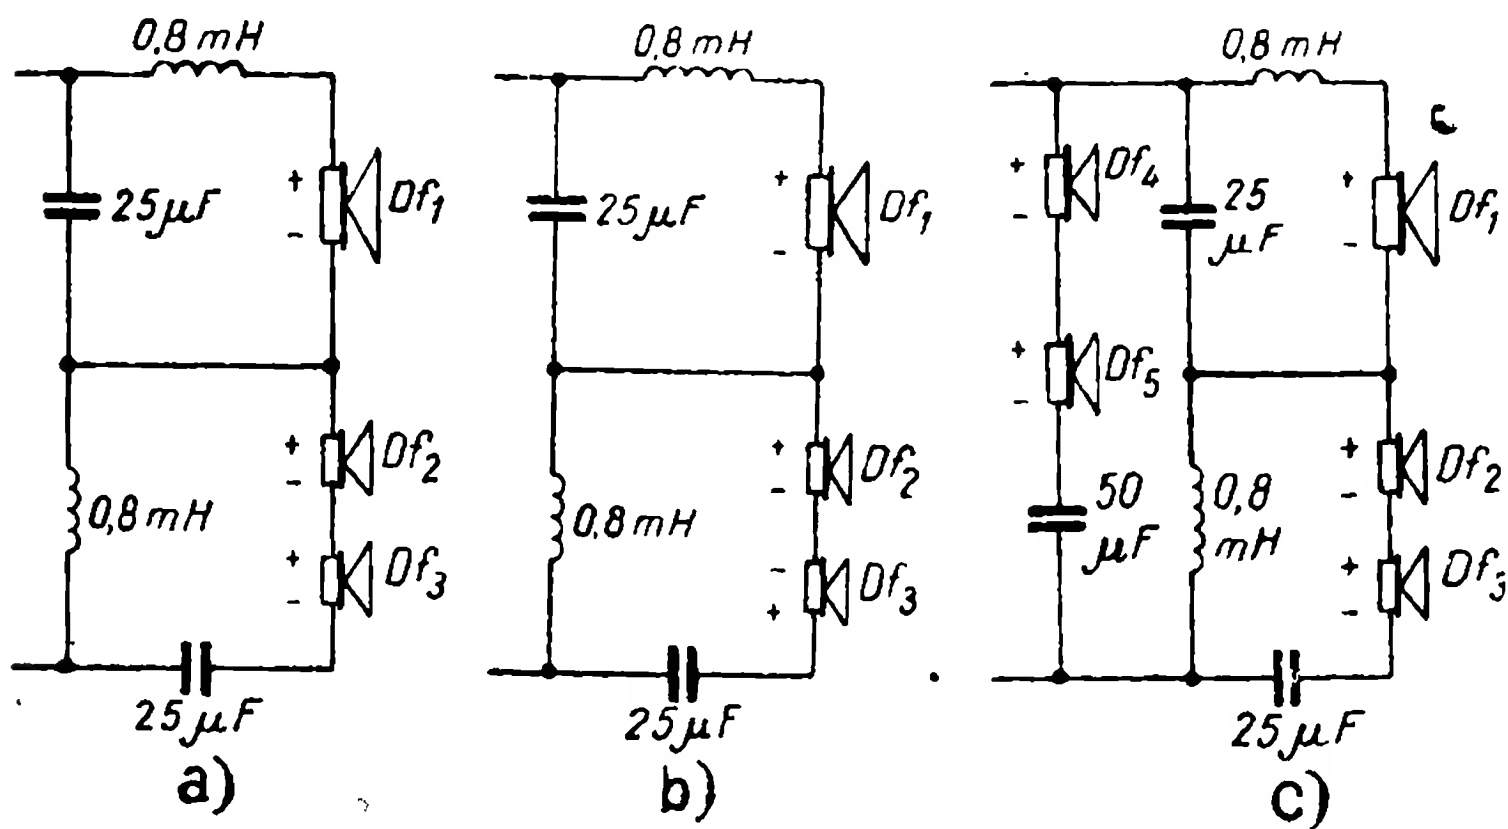 0,8 mH
25 µF
+
-
Df1
+
-
Df2
0,8 mH
+
-
Df3
25 µF
a)
0,8 mH
25 µF
+
-
Df1
+
-
Df2
0,8 mH
-
+
Df3
25 µF
b)
0,8 mH
+
-
Df4
25
µF
+
-
Df1
+
-
Df5
50
µF
0,8
mH
+
-
Df2
+
-
Df3
25 µF
c)